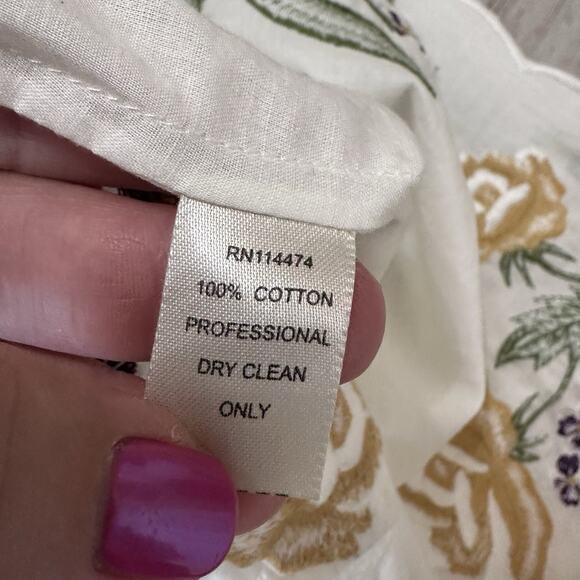 RN114474
100% COTTON
PROFESSIONAL
DRY CLEAN
ONLY